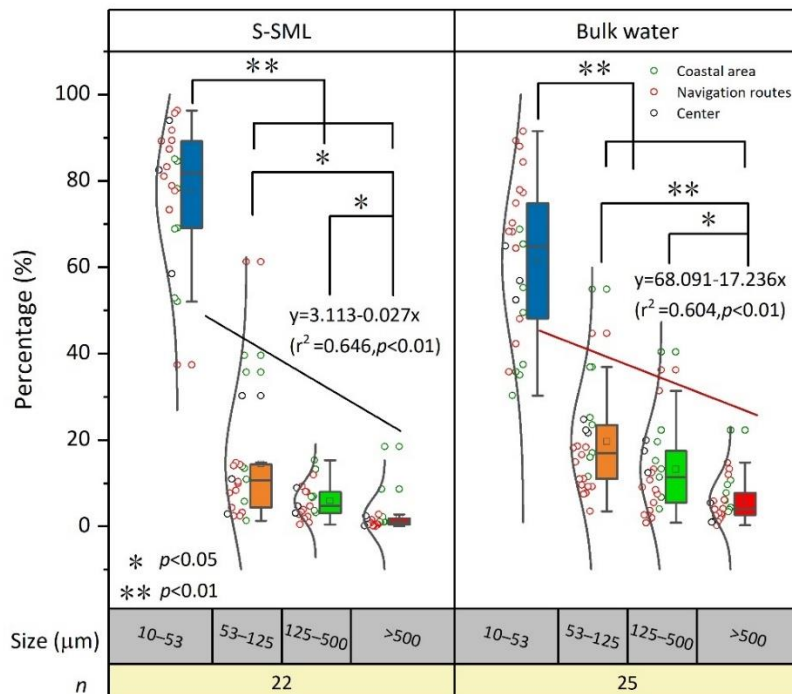 S-SML
Bulk water
**
**
Coastal area
Navigation routes
Center
100
80
60
40
20
0
Percentage (%)
*
*
**
*
y=3.113-0.027x
(r²=0.646,p<0.01)
y=68.091-17.236x
(r²=0.604,p<0.01)
* p<0.05
** p<0.01
Size (μm)
10–53
53–125
125–500
>500
10–53
53–125
125–500
>500
n
22
25